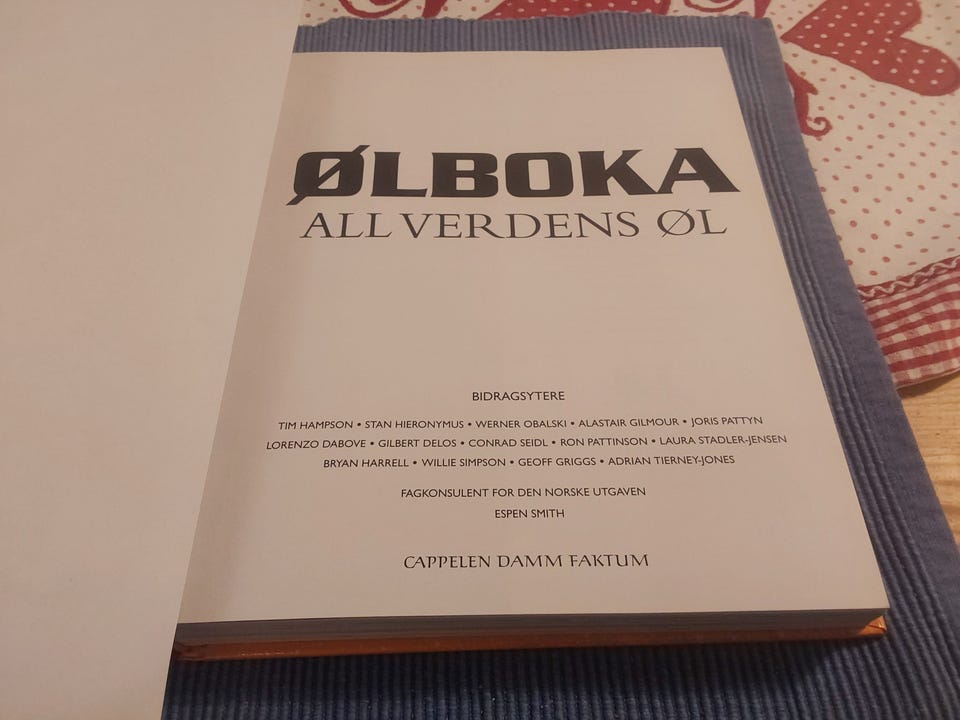 ØLBOKA
ALL VERDENS ØL
BIDRAGSYTERE
TIM HAMPSON • STAN HIERONYMUS • WERNER OBALSKI • ALASTAIR GILMOUR • JORIS PATTYN
LORENZO DABOVE • GILBERT DELOS • CONRAD SEIDL • RON PATTINSON • LAURA STADLER-JENSEN
BRYAN HARRELL • WILLIE SIMPSON • GEOFF GRIGGS • ADRIAN TIERNEY-JONES
FAGKONSULENT FOR DEN NORSKE UTGAVEN
ESPEN SMITH
CAPPELEN DAMM FAKTUM